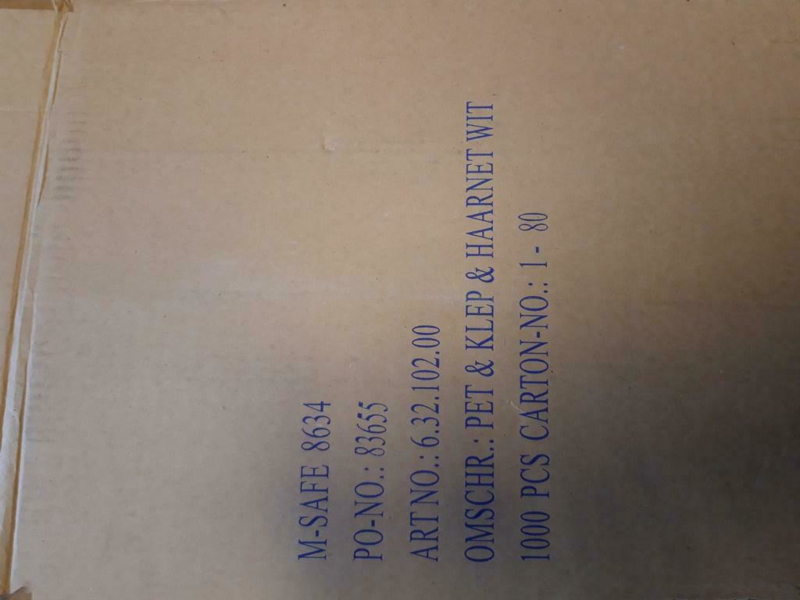 M-SAFE 8634
PO-NO.: 83655
ART NO.: 6.32.102.00
OMSCHR.: PET & KLEP & HAARNET WIT
1000 PCS CARTON-NO.: 1 - 80